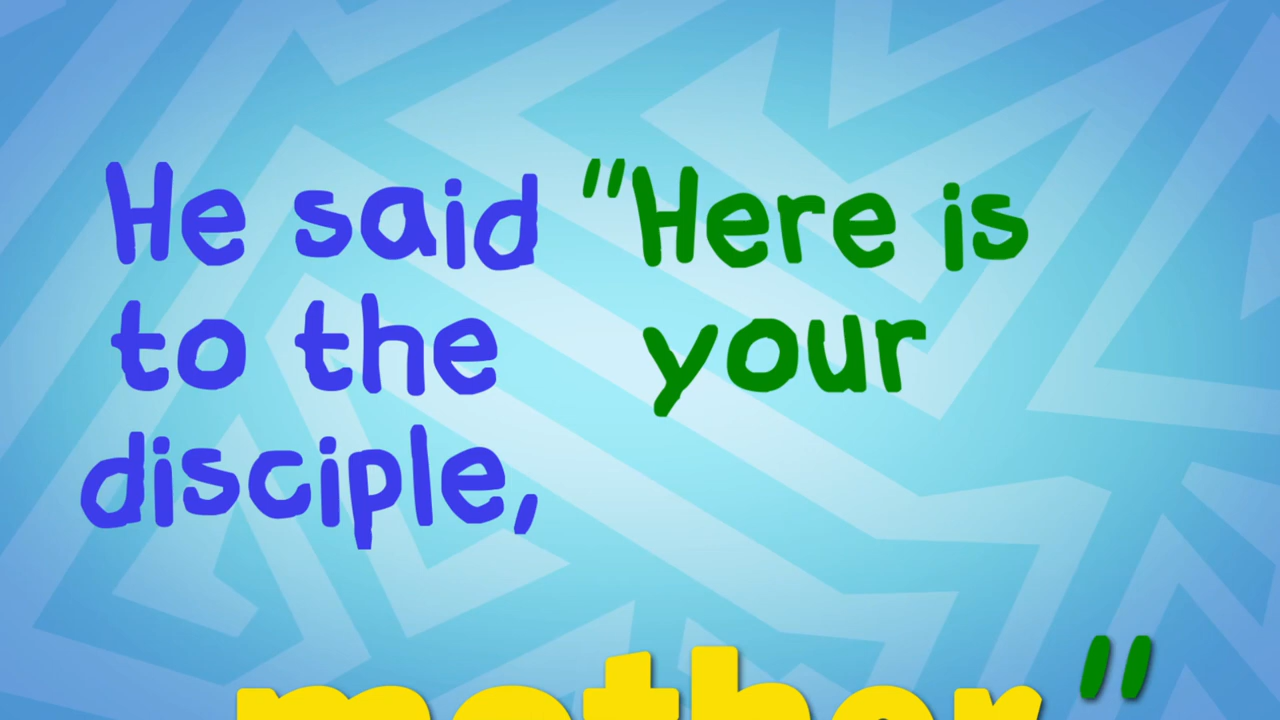 He said
to the
disciple,
"Here is
your
mother"